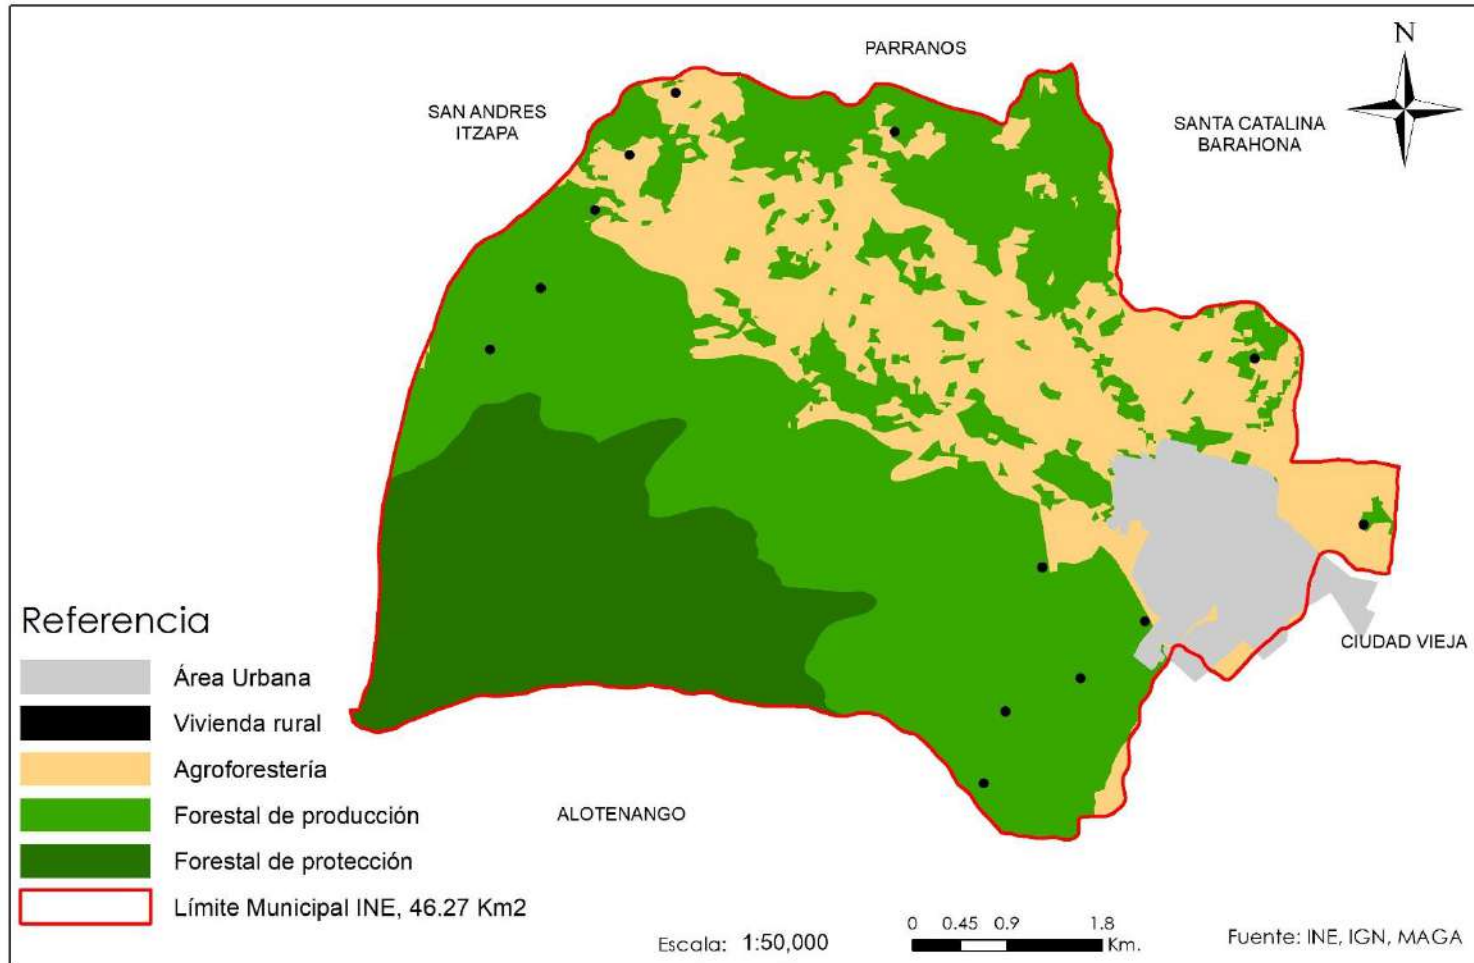 PARRANOS
N
SAN ANDRES
ITZAPA
SANTA CATALINA
BARAHONA
Referencia
CIUDAD VIEJA
Área Urbana
Vivienda rural
Agroforestería
Forestal de producción
ALOTENANGO
Forestal de protección
Límite Municipal INE, 46.27 Km2
Escala: 1:50,000
0 0.45 0.9 1.8
Km.
Fuente: INE, IGN, MAGA